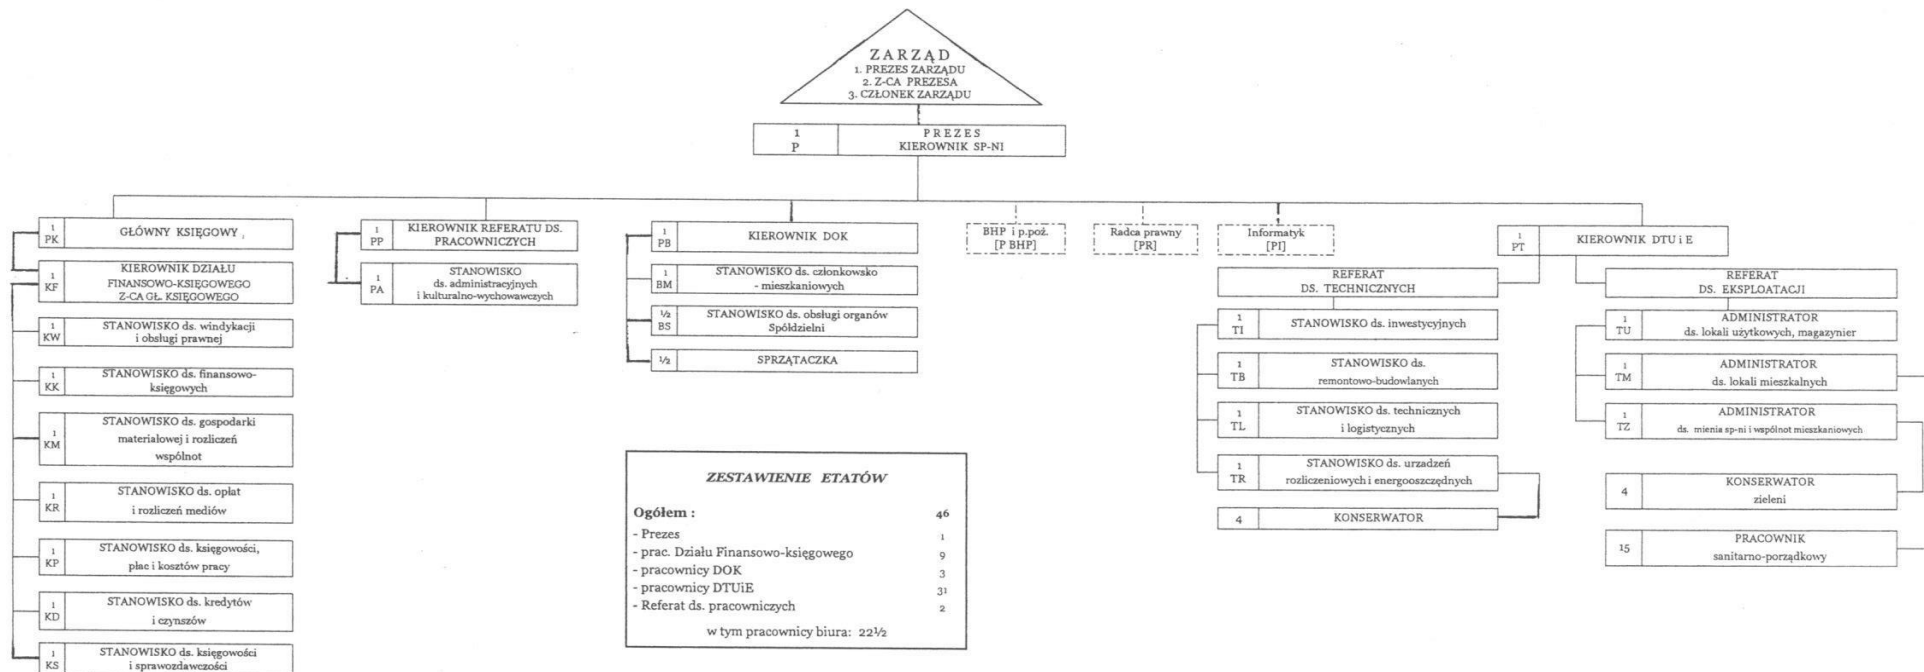 ZARZĄD
1. PREZES ZARZĄDU
2. Z-CA PREZESA
3. CZŁONEK ZARZĄDU
1
P
PREZES
KIEROWNIK SP-NI
1
PK
GŁÓWNY KSIĘGOWY
1
KF
KIEROWNIK DZIAŁU
FINANSOWO-KSIĘGOWEGO
Z-CA GŁ. KSIĘGOWEGO
1
KW
STANOWISKO ds. windykacji
i obsługi prawnej
1
KK
STANOWISKO ds. finansowo-
księgowych
1
KM
STANOWISKO ds. gospodarki
materiałowej i rozliczeń
wspólnot
1
KR
STANOWISKO ds. opłat
i rozliczeń mediów
1
KP
STANOWISKO ds. księgowości,
płac i kosztów pracy
1
KD
STANOWISKO ds. kredytów
i czynszów
1
KS
STANOWISKO ds. księgowości
i sprawozdawczości
1
PP
KIEROWNIK REFERATU DS.
PRACOWNICZYCH
1
PA
STANOWISKO
ds. administracyjnych
i kulturalno-wychowawczych
1
PB
KIEROWNIK DOK
1
BM
STANOWISKO ds. członkowsko
- mieszkaniowych
½
BS
STANOWISKO ds. obsługi organów
Spółdzielni
½
SPRZĄTACZKA
BHP i p.poż.
[P BHP]
Radca prawny
[PR]
Informatyk
[PI]
1
PT
KIEROWNIK DTU i E
REFERAT
DS. TECHNICZNYCH
1
TI
STANOWISKO ds. inwestycyjnych
1
TB
STANOWISKO ds.
remontowo-budowlanych
1
TL
STANOWISKO ds. technicznych
i logistycznych
1
TR
STANOWISKO ds. urzadzeń
rozliczeniowych i energooszczędnych
4
KONSERWATOR
REFERAT
DS. EKSPLOATACJI
1
TU
ADMINISTRATOR
ds. lokali użytkowych, magazynier
1
TM
ADMINISTRATOR
ds. lokali mieszkalnych
1
TZ
ADMINISTRATOR
ds. mienia sp-ni i wspólnot mieszkaniowych
4
KONSERWATOR
zieleni
15
PRACOWNIK
sanitarno-porządkowy
ZESTAWIENIE ETATÓW
Ogółem : 46
- Prezes 1
- prac. Działu Finansowo-księgowego 9
- pracownicy DOK 3
- pracownicy DTUiE 31
- Referat ds. pracowniczych 2
w tym pracownicy biura: 22½